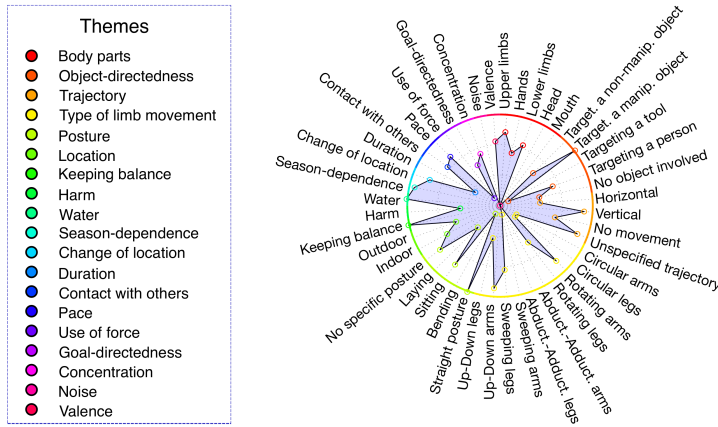 Themes
Body parts
Object-directedness
Trajectory
Type of limb movement
Posture
Location
Keeping balance
Harm
Water
Season-dependence
Change of location
Duration
Contact with others
Pace
Use of force
Goal-directedness
Concentration
Noise
Valence
Upper limbs
Hands
Lower limbs
Head
Mouth
Target. a non-manip. object
Target. a manip. object
Targeting a tool
Targeting a person
No object involved
Horizontal
Vertical
No movement
Unspecified trajectory
Circular arms
Circular legs
Rotating arms
Rotating legs
Abduct.-Adduct. arms
Abduct.-Adduct. legs
Sweeping arms
Sweeping legs
Up-Down arms
Up-Down legs
Straight posture
Bending
Sitting
Laying
No specific posture
Indoor
Outdoor
Keeping balance
Harm
Water
Season-dependence
Change of location
Duration
Contact with others
Pace
Use of force
Goal-directedness
Concentration
Noise
Valence